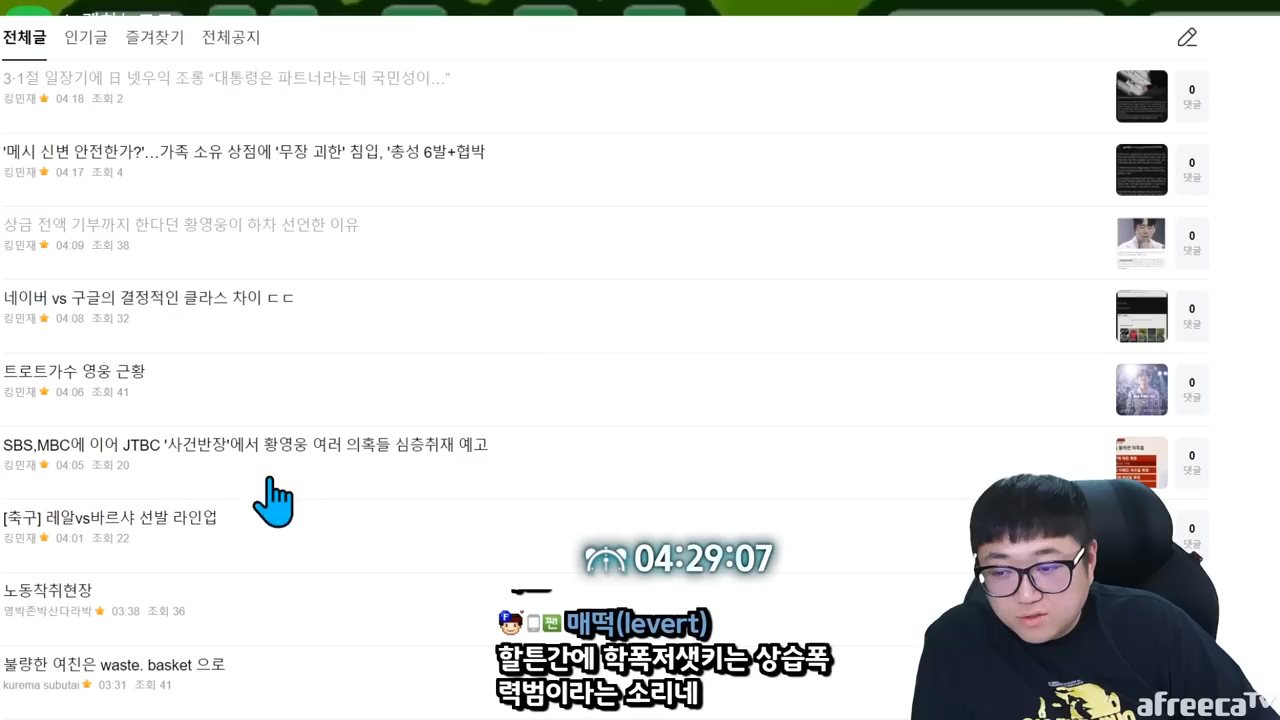 전체글 인기글 즐겨찾기 전체공지
3·1절 일장기에 日 넷우익 조롱 “대통령은 파트너라는데 국민성이…”
킹민재 04:18 조회 2
0
댓글
'메시 신변 안전한가?'…가족 소유 상점에 '무장 괴한' 침입, '총성 6발+협박
킹민재 04:17 조회 4
0
댓글
상금 전액 기부까지 한다던 황영웅이 하차 선언한 이유
킹민재 04:09 조회 38
0
댓글
네이버 vs 구글의 결정적인 클라스 차이 ㄷㄷ
킹민재 04:08 조회 32
0
댓글
트로트가수 영웅 근황
킹민재 04:06 조회 41
0
댓글
SBS,MBC에 이어 JTBC '사건반장'에서 황영웅 여러 의혹들 심층취재 예고
킹민재 04:05 조회 20
0
댓글
[축구] 레알vs바르샤 선발 라인업
킹민재 04:01 조회 22
0
댓글
04:29:07
노동착취현장
명박존박산다라박 03:38 조회 36
F 팬 매떡(levert)
할튼간에 학폭저샛키는 상습폭
력범이라는 소리네
불량한 여친은 waste. basket 으로
kurema subutai 03:31 조회 41
afreecaTV